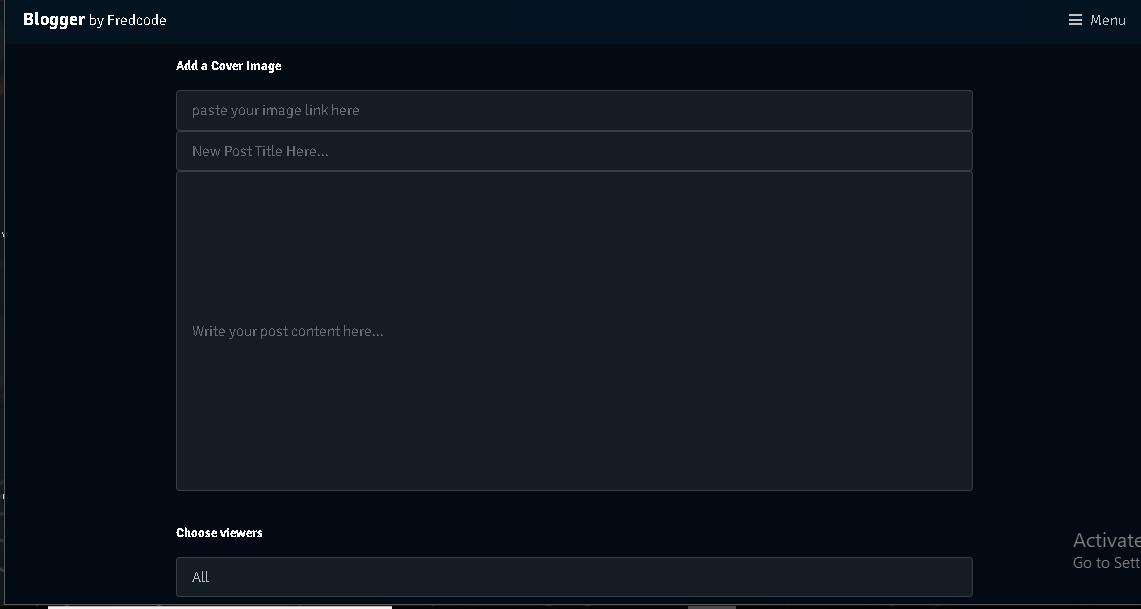 Blogger by Fredcode
Menu
Add a Cover Image
paste your image link here
New Post Title Here...
Write your post content here...
Choose viewers
All
Activate
Go to Sett